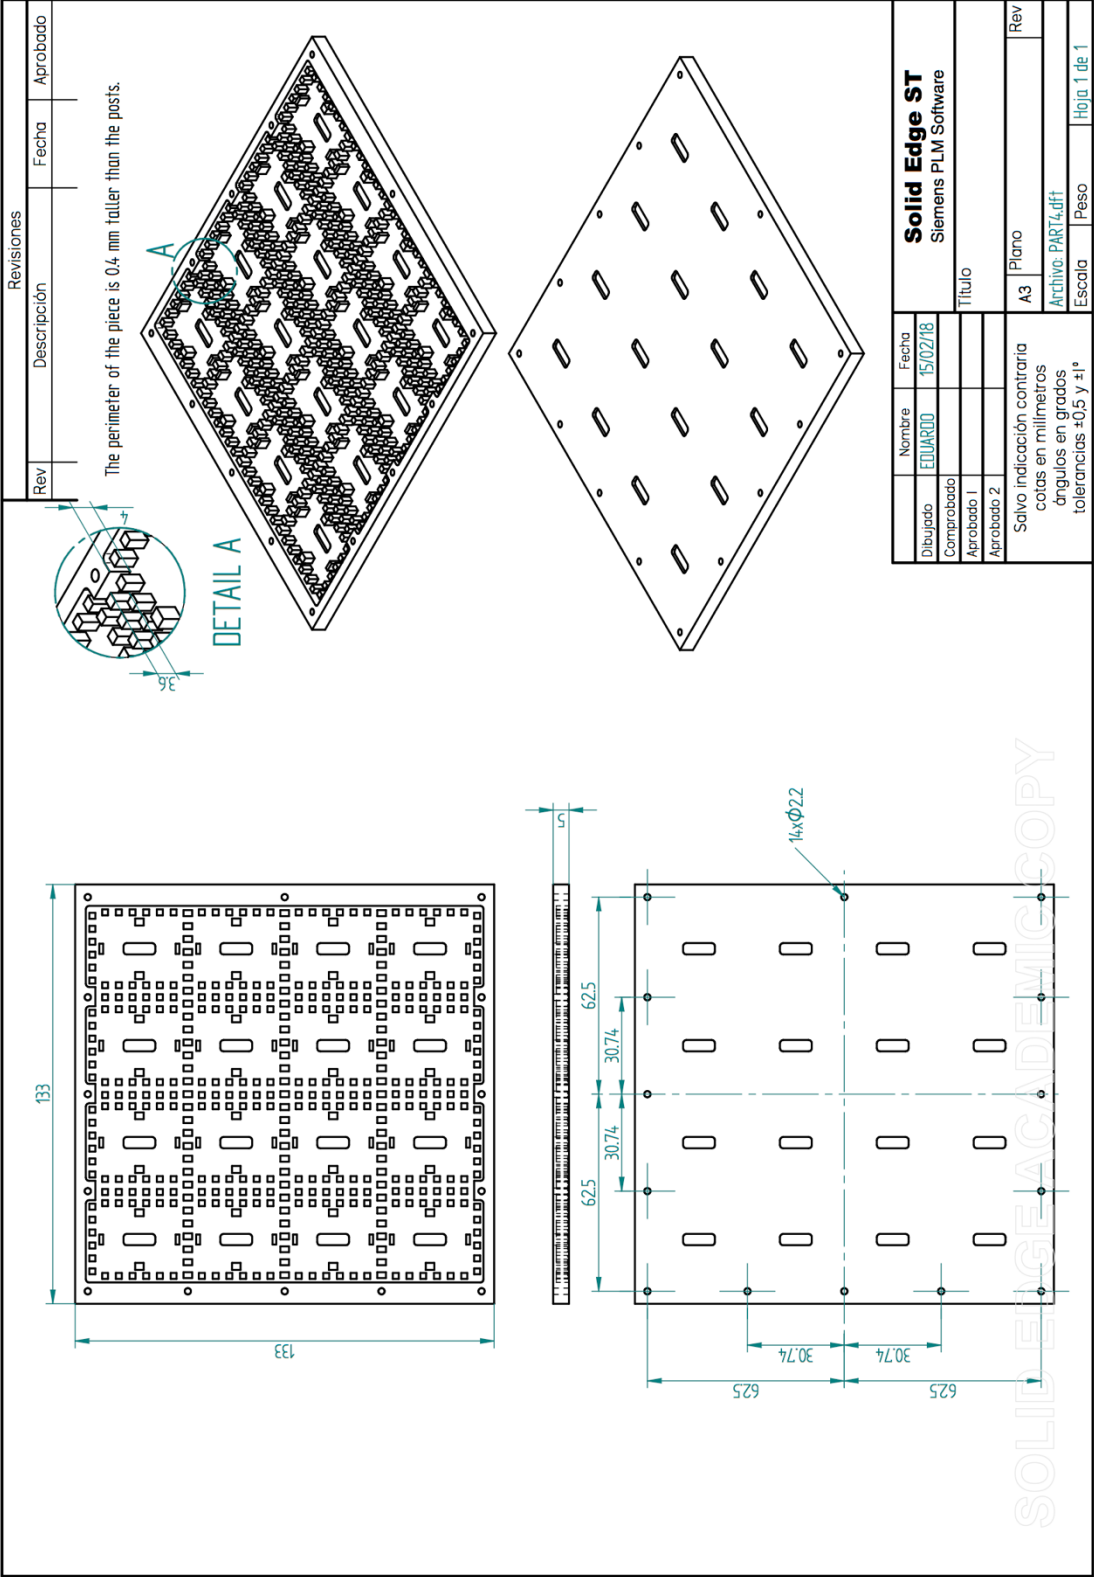 Revisiones
Rev Descripción Fecha Aprobado
The perimeter of the piece is 0.4 mm taller than the posts.
A
4
3.6
DETAIL A
133
133
5
14xΦ2.2
62.5
62.5
30.74
30.74
30.74
30.74
62.5
62.5
Nombre Fecha
Dibujado EDUARDO 15/02/18
Comprobado
Aprobado 1
Aprobado 2
Salvo indicación contraria
cotas en milímetros
ángulos en grados
tolerancias ±0,5 y ±1º
Solid Edge ST
Siemens PLM Software
Título
A3 Plano Rev
Archivo: PART4.dft
Escala Peso Hoja 1 de 1
SOLID EDGE ACADEMIC COPY